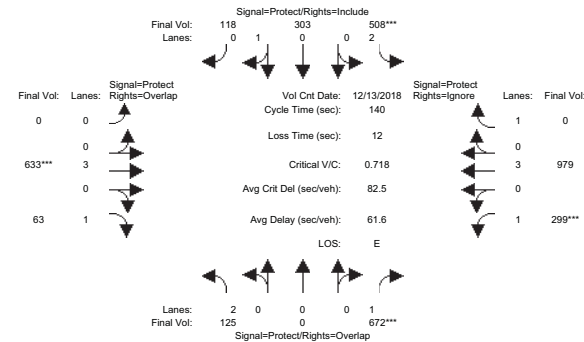 Signal=Protect/Rights=Include
Final Vol: 118 303 508***
Lanes: 0 1 0 0 2
Signal=Protect
Final Vol: Lanes: Rights=Overlap
Vol Cnt Date: 12/13/2018
Signal=Protect
Rights=Ignore Lanes: Final Vol:
Cycle Time (sec): 140
0 0
1 0
Loss Time (sec): 12
0
0
633*** 3
Critical V/C: 0.718
3 979
0
Avg Crit Del (sec/veh): 82.5
0
63 1
Avg Delay (sec/veh): 61.6
1 299***
LOS: E
Lanes: 2 0 0 0 1
Final Vol: 125 0 672***
Signal=Protect/Rights=Overlap